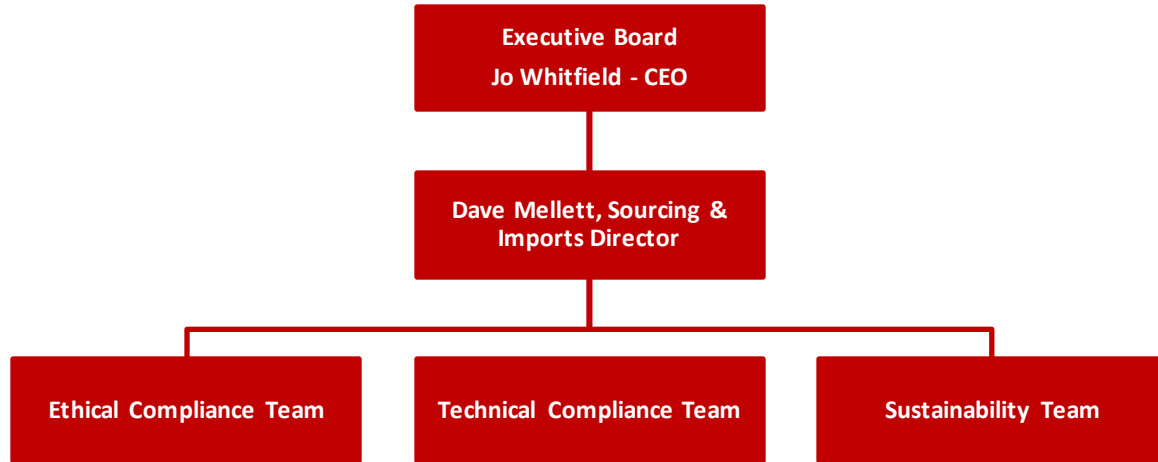 Executive Board
Jo Whitfield - CEO
Dave Mellett, Sourcing &
Imports Director
Ethical Compliance Team
Technical Compliance Team
Sustainability Team